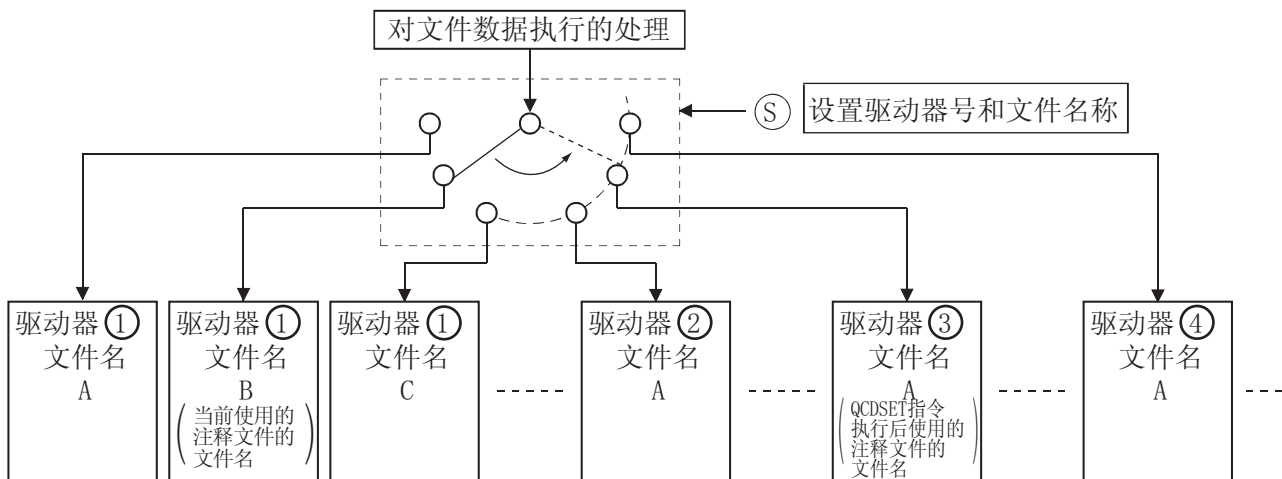 对文件数据执行的处理
Ⓢ 设置驱动器号和文件名称
驱动器①
文件名
A
驱动器①
文件名
B
(当前使用的
注释文件的
文件名)
驱动器①
文件名
C
驱动器②
文件名
A
驱动器③
文件名
A
(QCDSET指令
执行后使用的
注释文件的
文件名)
驱动器④
文件名
A